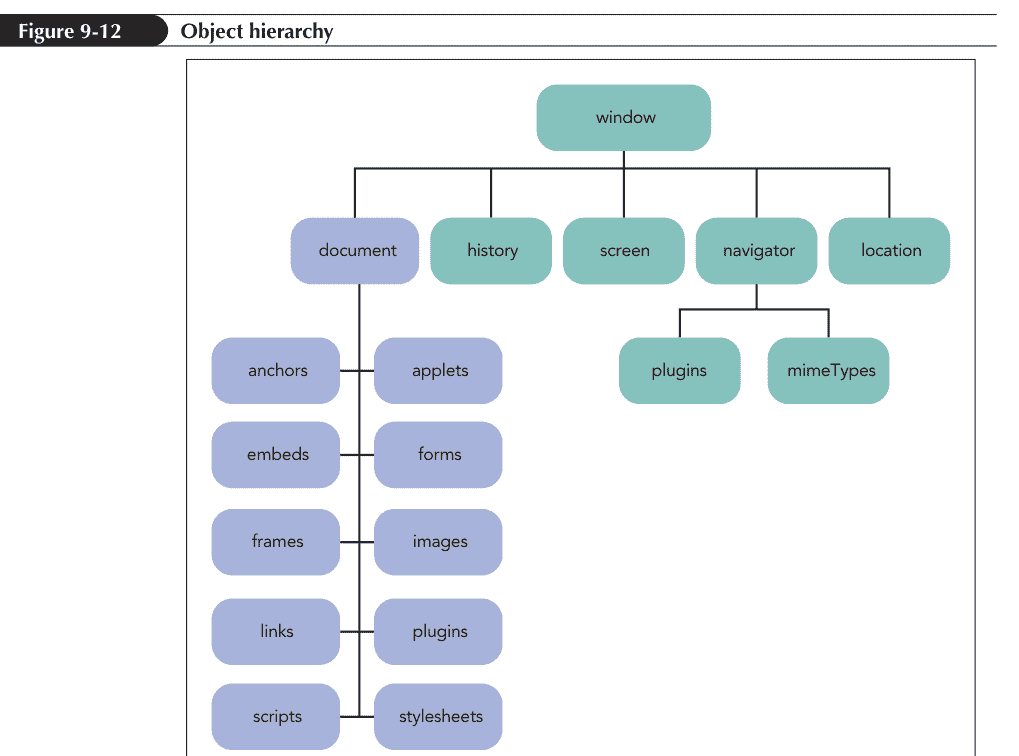 Figure 9-12 Object hierarchy
window
document history screen navigator location
anchors applets plugins mimeTypes
embeds forms
frames images
links plugins
scripts stylesheets